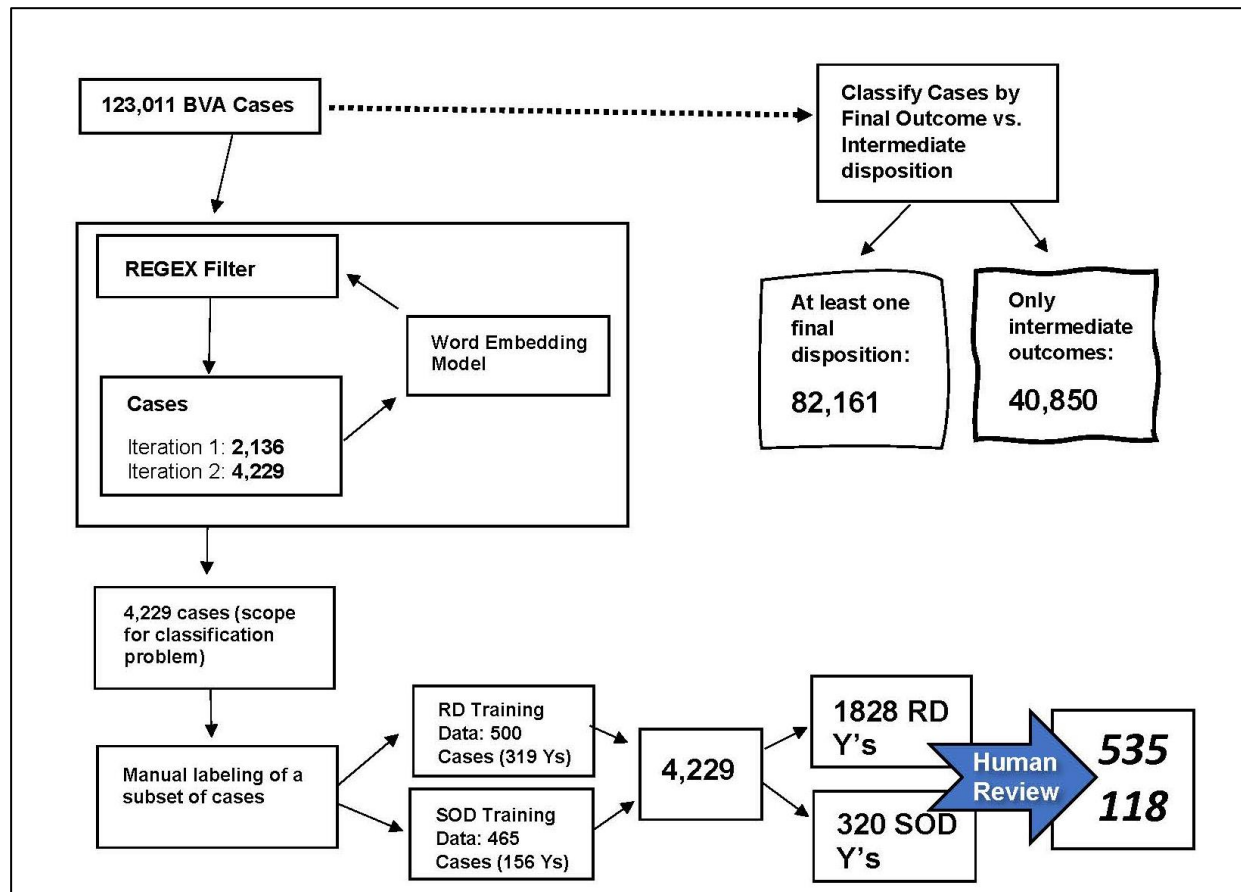 123,011 BVA Cases
Classify Cases by
Final Outcome vs.
Intermediate
disposition
REGEX Filter
Word Embedding
Model
Cases
Iteration 1: 2,136
Iteration 2: 4,229
At least one
final
disposition:
82,161
Only
intermediate
outcomes:
40,850
4,229 cases (scope
for classification
problem)
Manual labeling of a
subset of cases
RD Training
Data: 500
Cases (319 Ys)
SOD Training
Data: 465
Cases (156 Ys)
4,229
1828 RD
Y's
320 SOD
Y's
Human
Review
535
118